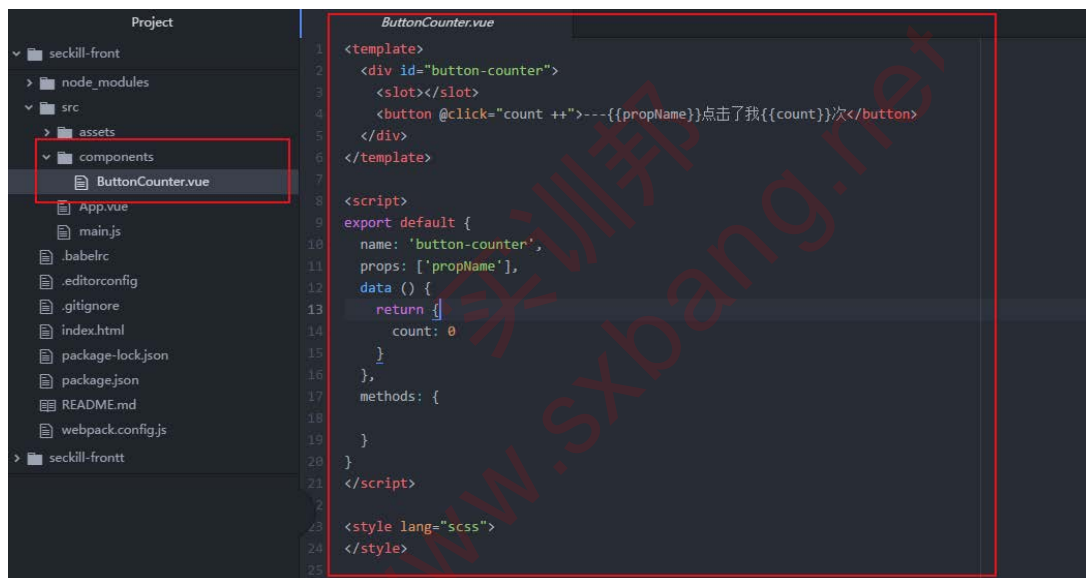 Project
seckill-front
node_modules
src
assets
components
ButtonCounter.vue
App.vue
main.js
.babelrc
.editorconfig
.gitignore
index.html
package-lock.json
package.json
README.md
webpack.config.js
seckill-frontt
ButtonCounter.vue
1 <template>
2 <div id="button-counter">
3 <slot></slot>
4 <button @click="count ++">---{{propName}}点击了我{{count}}次</button>
5 </div>
6 </template>
7
8 <script>
9 export default {
10 name: 'button-counter',
11 props: ['propName'],
12 data () {
13 return {
14 count: 0
15 }
16 },
17 methods: {
18
19 }
20 }
21 </script>
2
23 <style lang="scss">
24 </style>
25
实训邦
www.sxbang.net